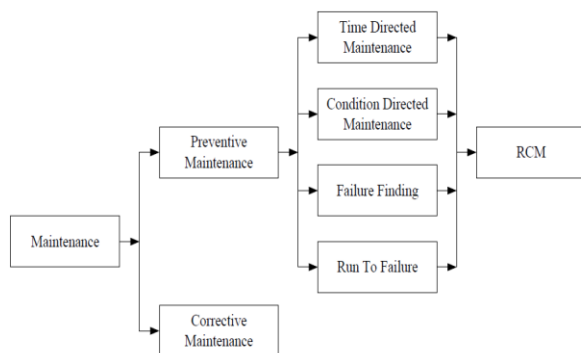 Time Directed
Maintenance
Condition Directed
Maintenance
Preventive
Maintenance
RCM
Failure Finding
Maintenance
Run To Failure
Corrective
Maintenance